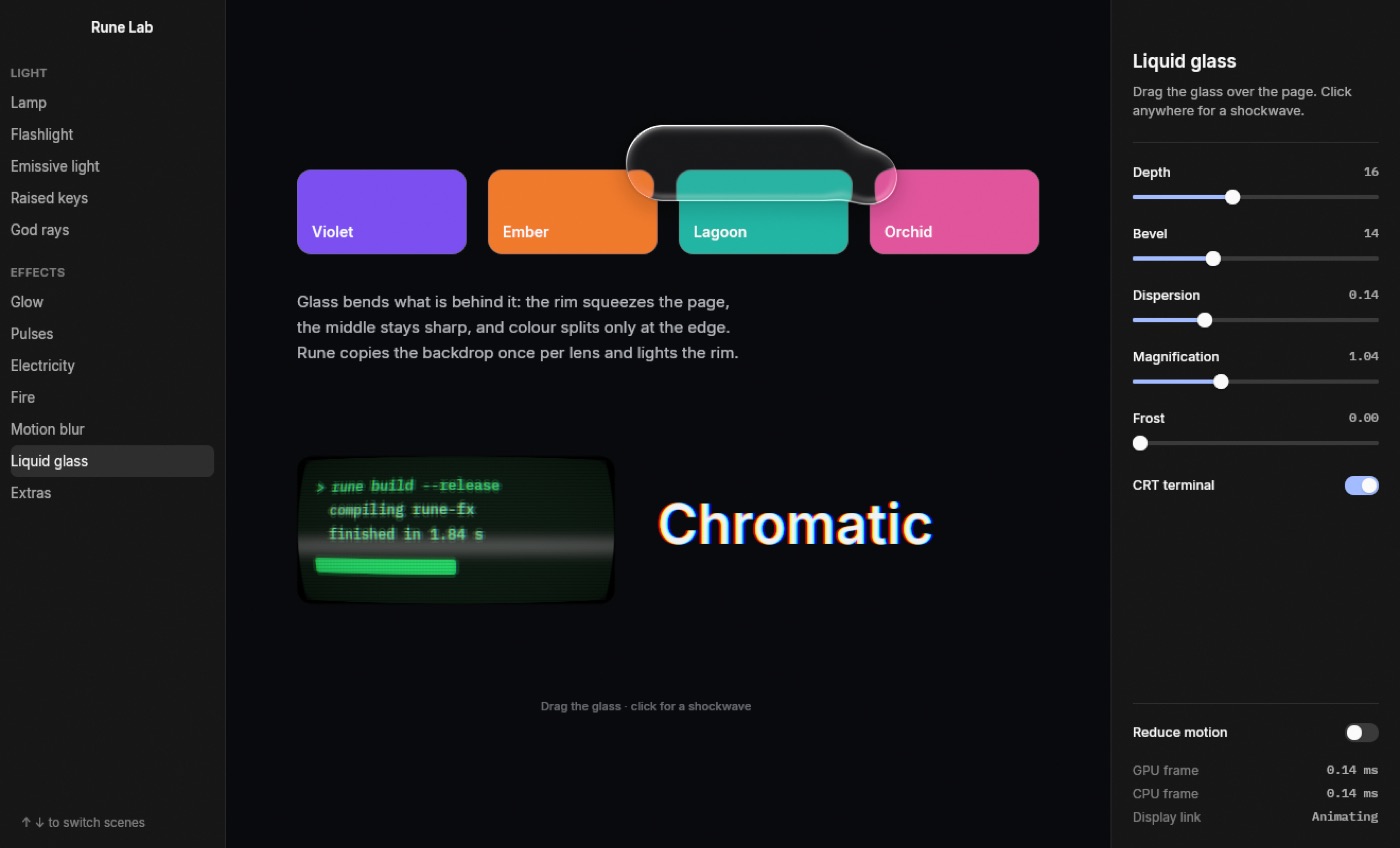 Rune Lab
LIGHT
Lamp
Flashlight
Emissive light
Raised keys
God rays
EFFECTS
Glow
Pulses
Electricity
Fire
Motion blur
Liquid glass
Extras
↑ ↓ to switch scenes
Violet
Ember
Lagoon
Orchid
Glass bends what is behind it: the rim squeezes the page,
the middle stays sharp, and colour splits only at the edge.
Rune copies the backdrop once per lens and lights the rim.
> rune build --release
compiling rune-fx
finished in 1.84 s
Chromatic
Drag the glass · click for a shockwave
Liquid glass
Drag the glass over the page. Click
anywhere for a shockwave.
Depth 16
Bevel 14
Dispersion 0.14
Magnification 1.04
Frost 0.00
CRT terminal
Reduce motion
GPU frame 0.14 ms
CPU frame 0.14 ms
Display link Animating